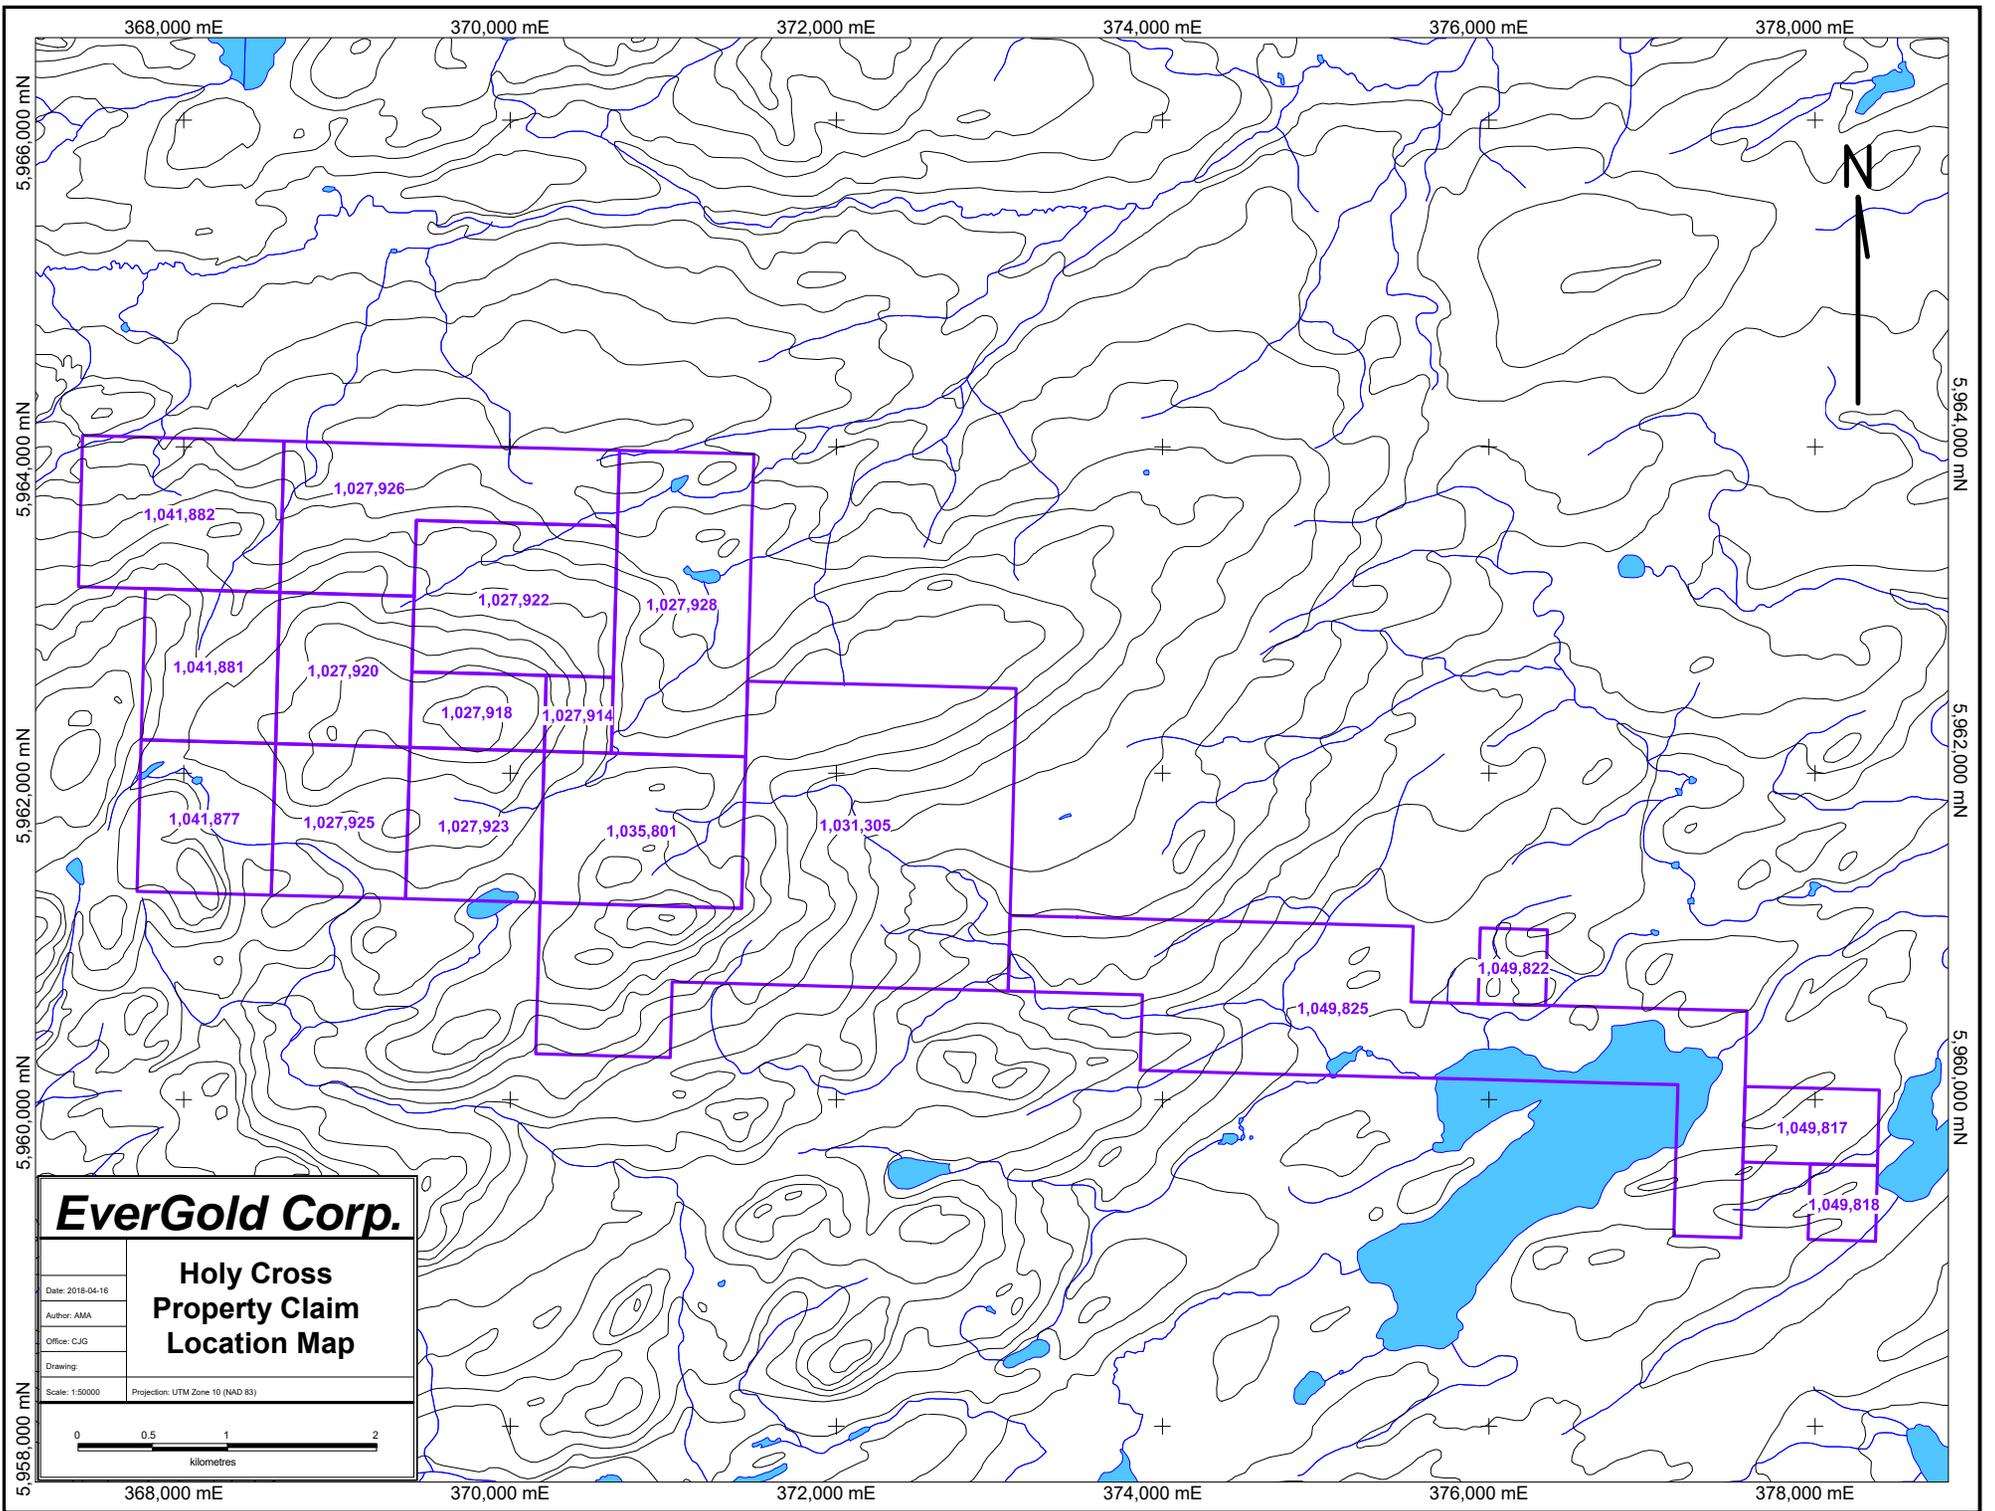 368,000 mE
370,000 mE
372,000 mE
374,000 mE
376,000 mE
378,000 mE
5,966,000 mN
N
5,964,000 mN
5,964,000 mN
1,027,926
1,041,882
1,027,922
1,027,928
1,041,881
1,027,920
1,027,918
1,027,914
5,962,000 mN
5,962,000 mN
1,041,877
1,027,925
1,027,923
1,035,801
1,031,305
1,049,822
1,049,825
5,960,000 mN
5,960,000 mN
1,049,817
1,049,818
EverGold Corp.
Holy Cross
Property Claim
Location Map
Date: 2018-04-16
Author: AMA
Office: CJG
Drawing:
Scale: 1:50000
Projection: UTM Zone 10 (NAD 83)
0 0.5 1 2
kilometres
5,958,000 mN
368,000 mE
370,000 mE
372,000 mE
374,000 mE
376,000 mE
378,000 mE